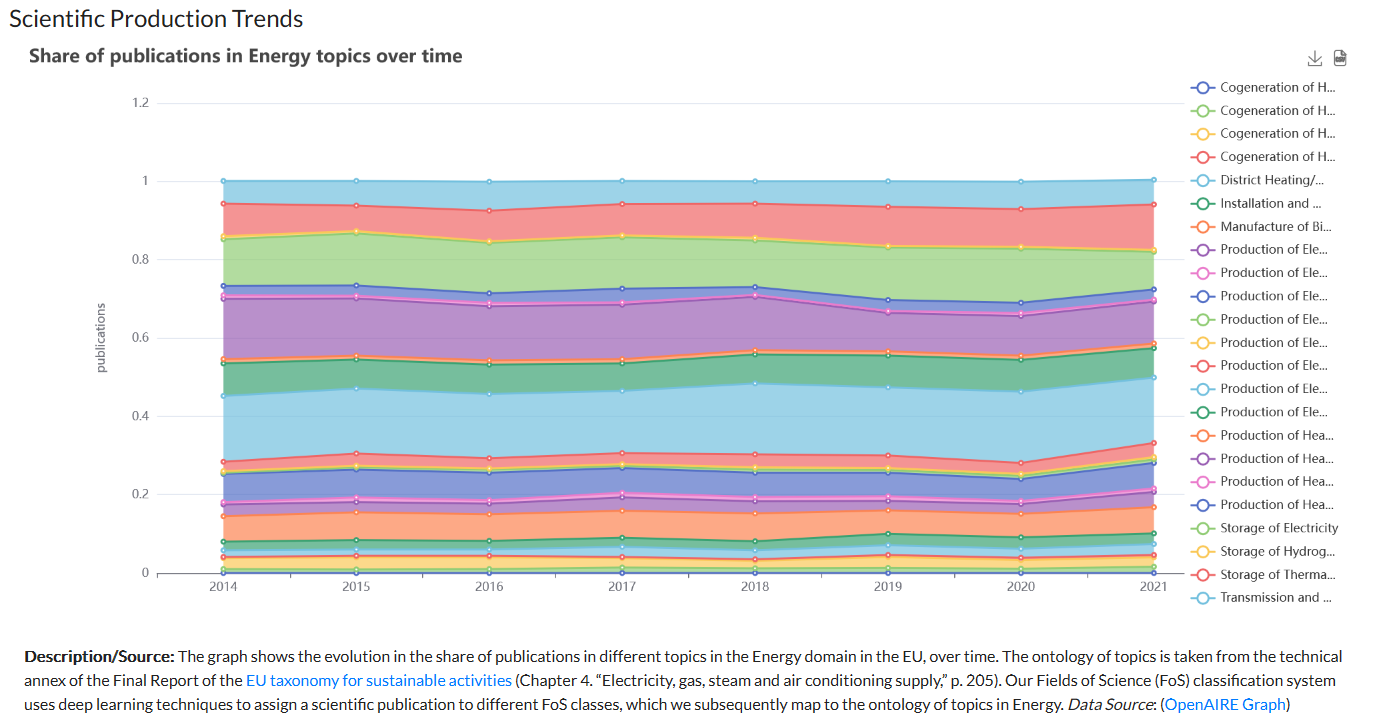 Scientific Production Trends
Share of publications in Energy topics over time
CSV
1.2
1
0.8
0.6
0.4
0.2
0
publications
2014 2015 2016 2017 2018 2019 2020 2021
Cogeneration of H...
Cogeneration of H...
Cogeneration of H...
Cogeneration of H...
District Heating/...
Installation and ...
Manufacture of Bi...
Production of Ele...
Production of Ele...
Production of Ele...
Production of Ele...
Production of Ele...
Production of Ele...
Production of Ele...
Production of Ele...
Production of Hea...
Production of Hea...
Production of Hea...
Production of Hea...
Storage of Electricity
Storage of Hydrog...
Storage of Therma...
Transmission and ...
Description/Source: The graph shows the evolution in the share of publications in different topics in the Energy domain in the EU, over time. The ontology of topics is taken from the technical
annex of the Final Report of the EU taxonomy for sustainable activities (Chapter 4. “Electricity, gas, steam and air conditioning supply,” p. 205). Our Fields of Science (FoS) classification system
uses deep learning techniques to assign a scientific publication to different FoS classes, which we subsequently map to the ontology of topics in Energy. Data Source: (OpenAIRE Graph)